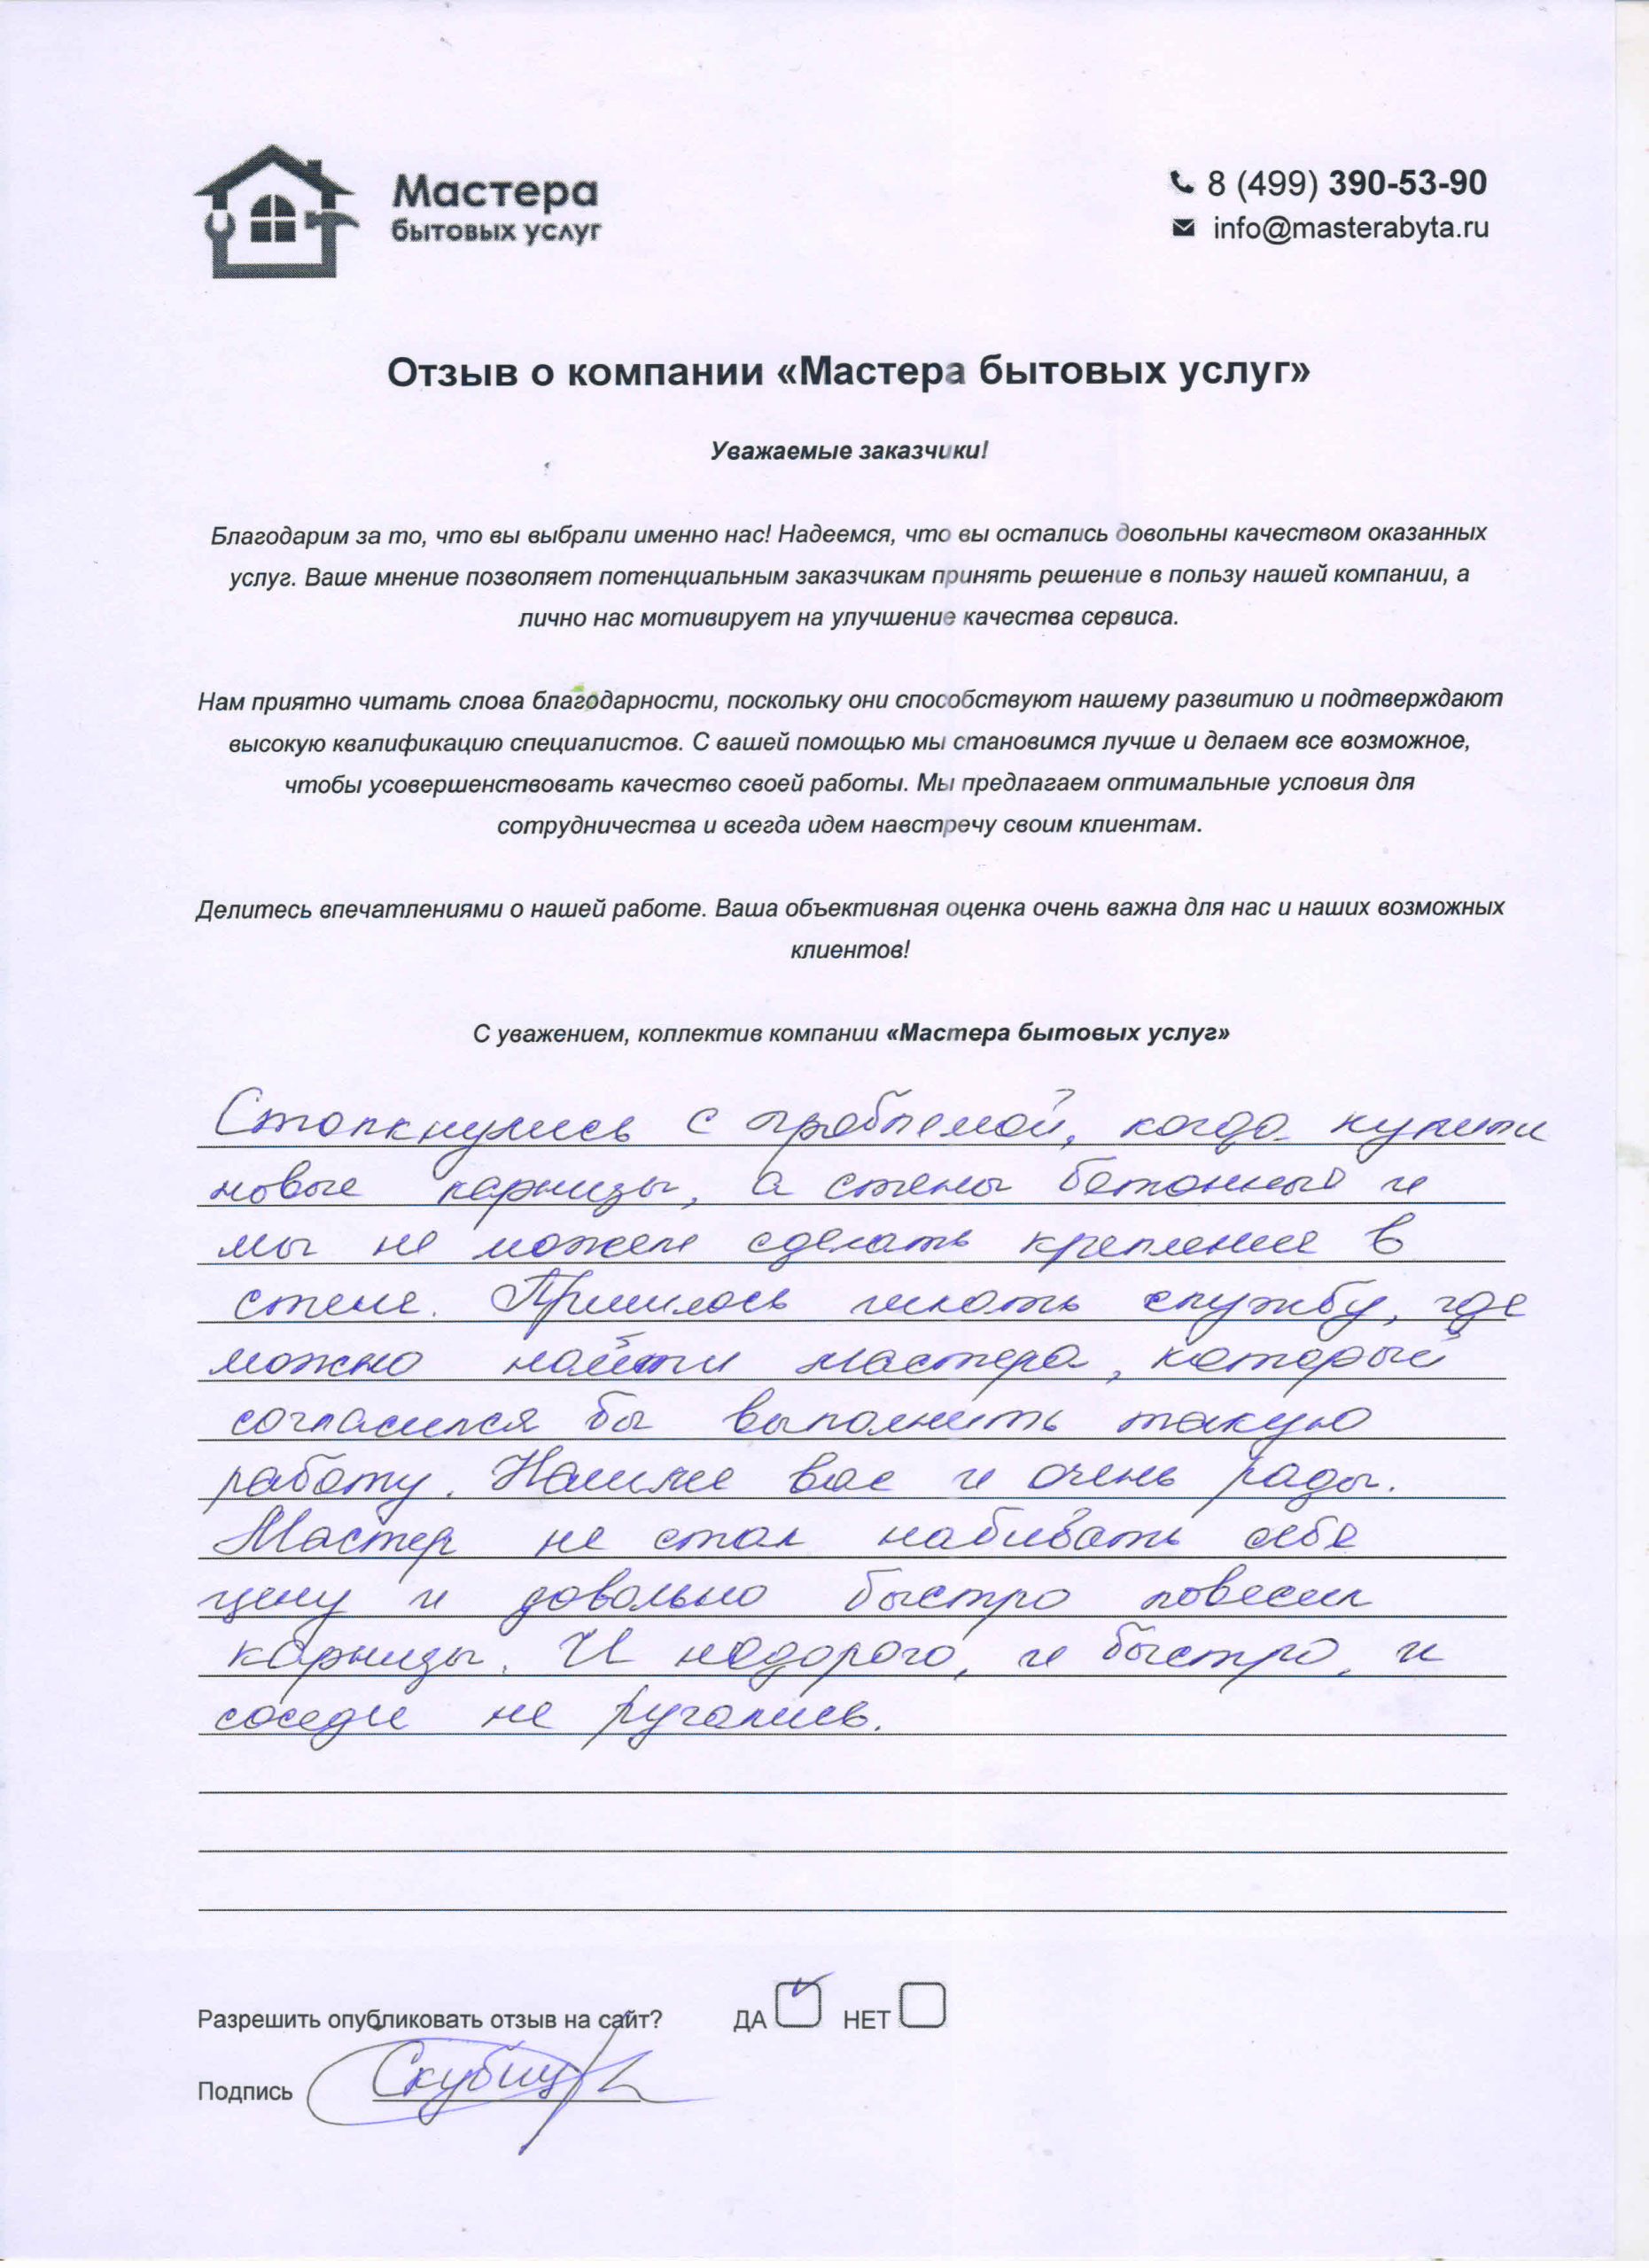 Мастера
бытовых услуг
8 (499) 390-53-90
info@masterabyta.ru
Отзыв о компании «Мастера бытовых услуг»
Уважаемые заказчики!
Благодарим за то, что вы выбрали именно нас! Надеемся, что вы остались довольны качеством оказанных
услуг. Ваше мнение позволяет потенциальным заказчикам принять решение в пользу нашей компании, а
лично нас мотивирует на улучшение качества сервиса.
Нам приятно читать слова благодарности, поскольку они способствуют нашему развитию и подтверждают
высокую квалификацию специалистов. С вашей помощью мы становимся лучше и делаем все возможное,
чтобы усовершенствовать качество своей работы. Мы предлагаем оптимальные условия для
сотрудничества и всегда идем навстречу своим клиентам.
Делитесь впечатлениями о нашей работе. Ваша объективная оценка очень важна для нас и наших возможных
клиентов!
С уважением, коллектив компании «Мастера бытовых услуг»
Столкнулись с проблемой, когда купили
новые карнизы, а стены бетонные и
мы не можем сделать крепление в
стене. Пришлось искать службу, где
можно найти мастера, который
согласился бы выполнить такую
работу. Нашли вас и очень рады.
Мастер не стал набивать себе
цену и довольно быстро повесил
карнизы. И недорого, и быстро, и
соседи не ругались.
Разрешить опубликовать отзыв на сайт? ДА НЕТ
Подпись